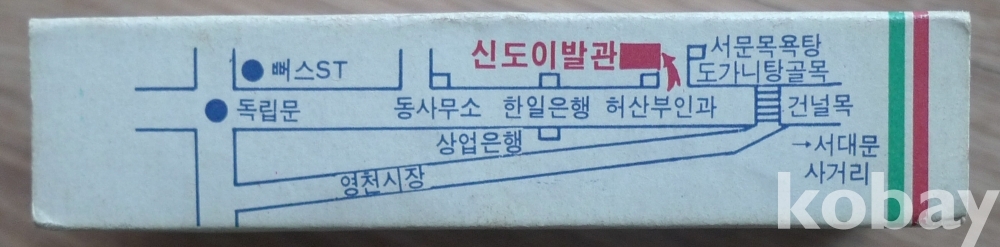 신도이발관
서문목욕탕
뻐스ST
도가니탕골목
독립문
동사무소
한일은행
허산부인과
건널목
상업은행
→서대문
사거리
영천시장
kobay